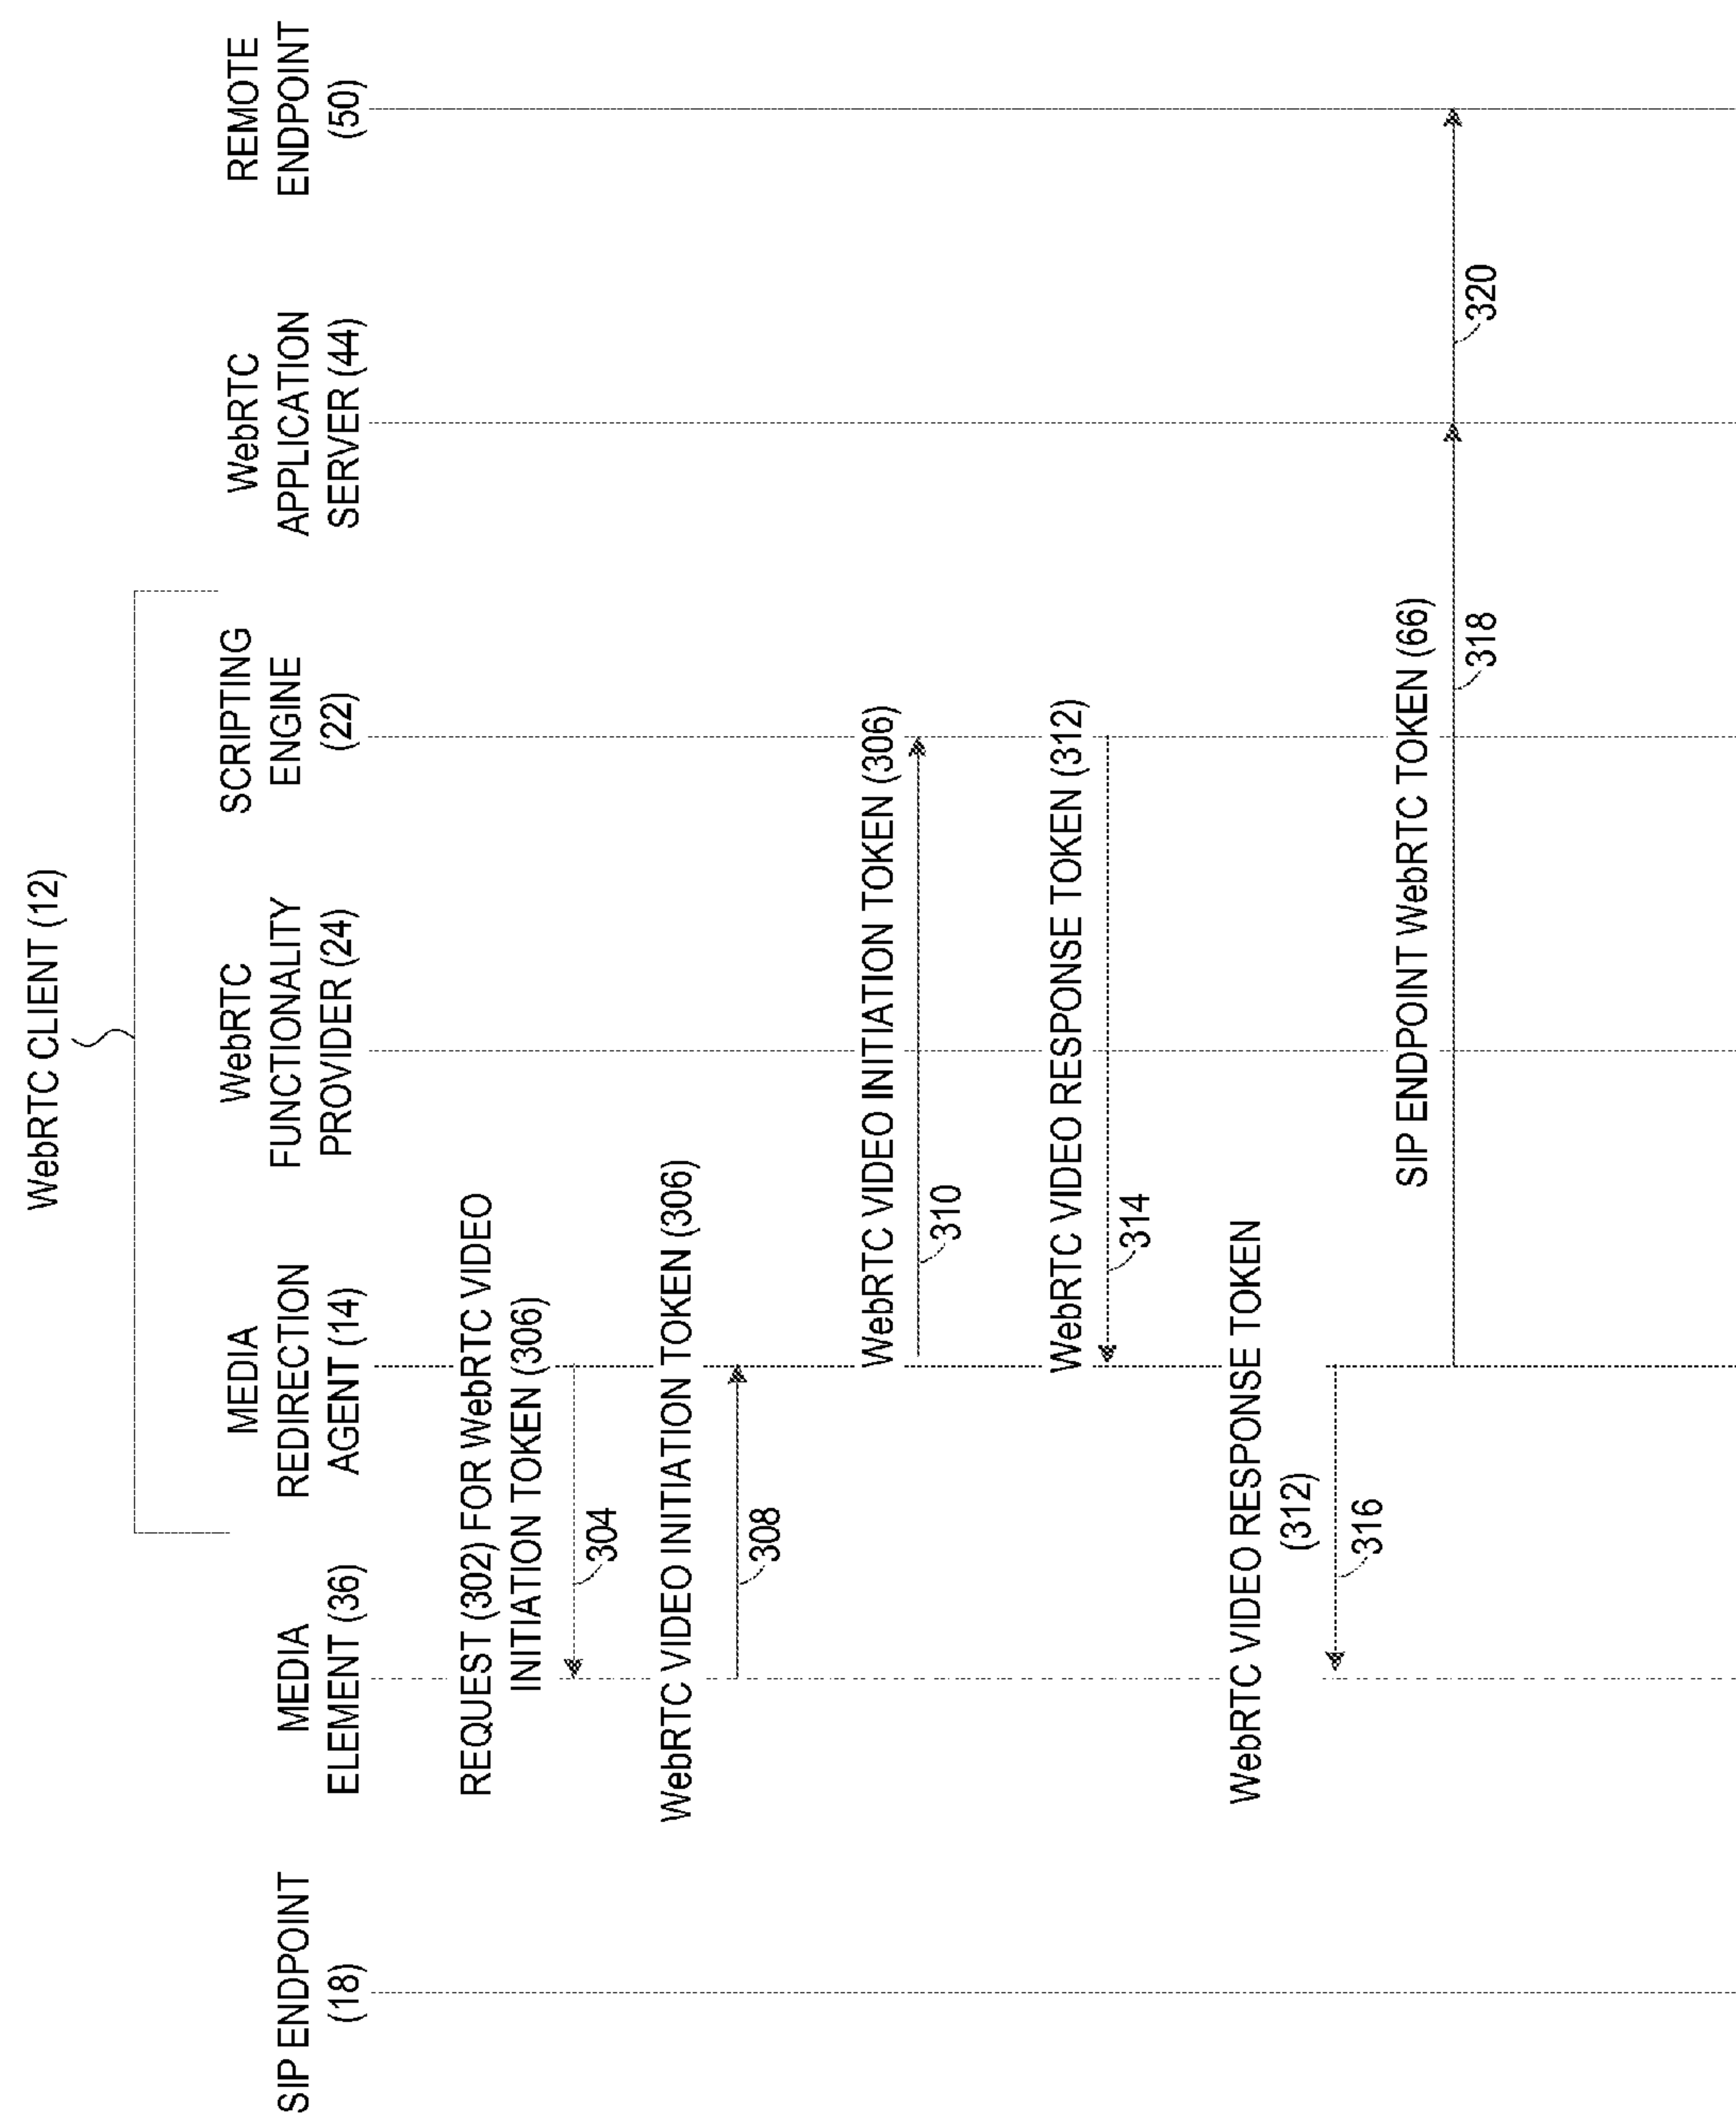 WebRTC CLIENT (12)
SIP ENDPOINT
(18)
MEDIA
ELEMENT (36)
MEDIA
REDIRECTION
AGENT (14)
WebRTC
FUNCTIONALITY
PROVIDER (24)
SCRIPTING
ENGINE
(22)
WebRTC
APPLICATION
SERVER (44)
REMOTE
ENDPOINT
(50)
REQUEST (302) FOR WebRTC VIDEO
INITIATION TOKEN (306)
304
WebRTC VIDEO INITIATION TOKEN (306)
308
WebRTC VIDEO INITIATION TOKEN (306)
310
WebRTC VIDEO RESPONSE TOKEN (312)
314
WebRTC VIDEO RESPONSE TOKEN
(312)
316
SIP ENDPOINT WebRTC TOKEN (66)
318
320